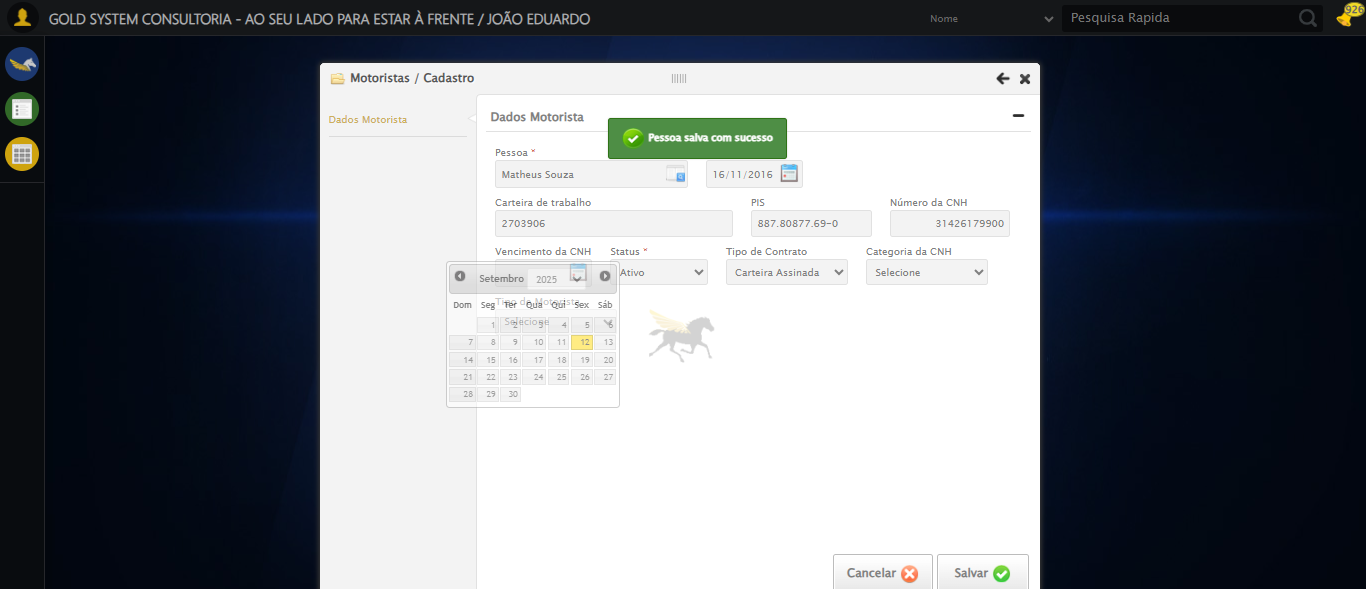 GOLD SYSTEM CONSULTORIA - AO SEU LADO PARA ESTAR À FRENTE / JOÃO EDUARDO
Nome
Pesquisa Rapida
926
Motoristas / Cadastro
Dados Motorista
Dados Motorista
Pessoa salva com sucesso
Pessoa *
Matheus Souza
16/11/2016
Carteira de trabalho
PIS
Número da CNH
2703906
887.80877.69-0
31426179900
Vencimento da CNH
Status *
Tipo de Contrato
Categoria da CNH
Ativo
Carteira Assinada
Selecione
Setembro
2025
Tipo de Motorista
Dom Seg Ter Qua Qui Sex Sáb
Selecione
1 2 3 4 5 6
7 8 9 10 11 12 13
14 15 16 17 18 19 20
21 22 23 24 25 26 27
28 29 30
Cancelar
Salvar